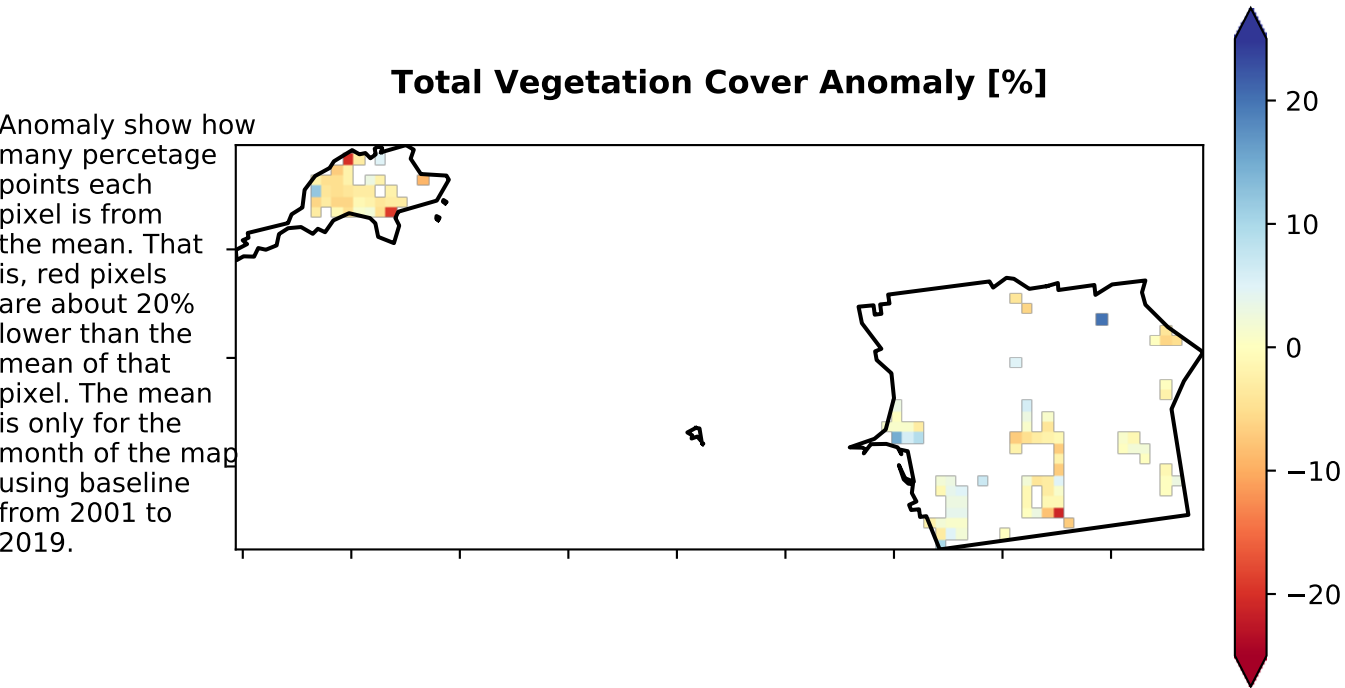 Total Vegetation Cover Anomaly [%]
Anomaly show how
many percetage
points each
pixel is from
the mean. That
is, red pixels
are about 20%
lower than the
mean of that
pixel. The mean
is only for the
month of the map
using baseline
from 2001 to
2019.
20
10
0
−10
−20